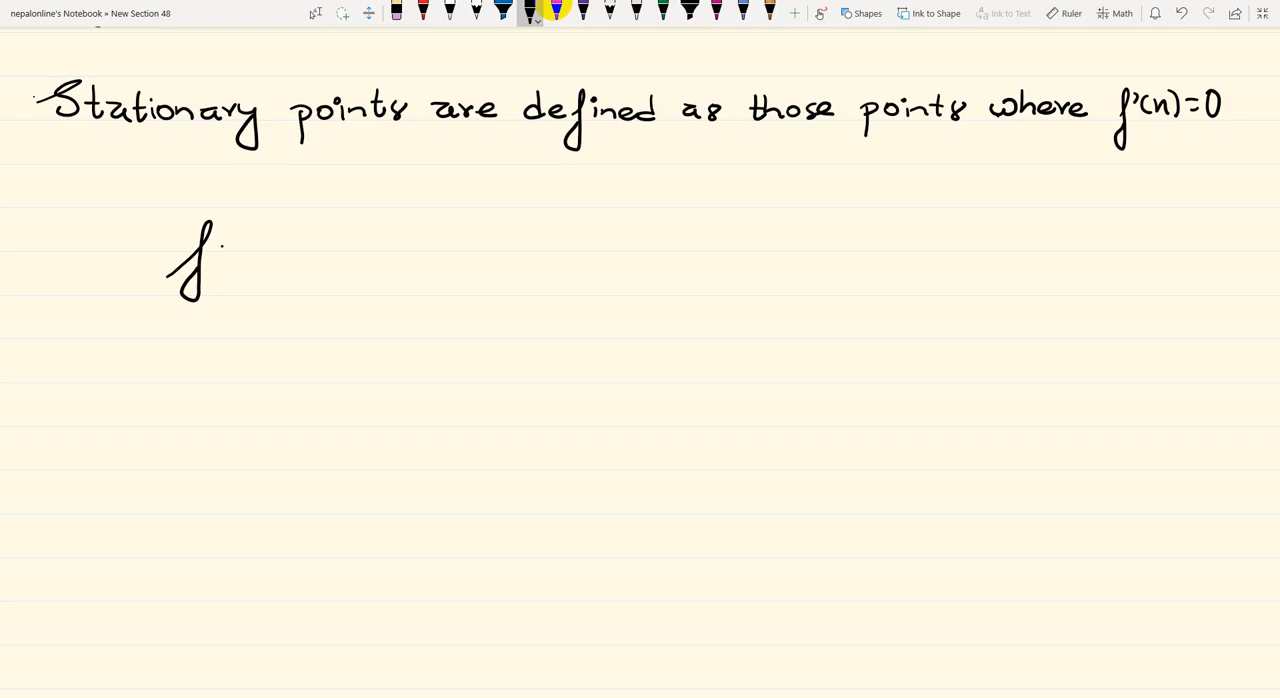 nepalonline's Notebook » New Section 48
Shapes
Ink to Shape
Ink to Text
Ruler
Math
Stationary points are defined as those points where f'(n)=0
f